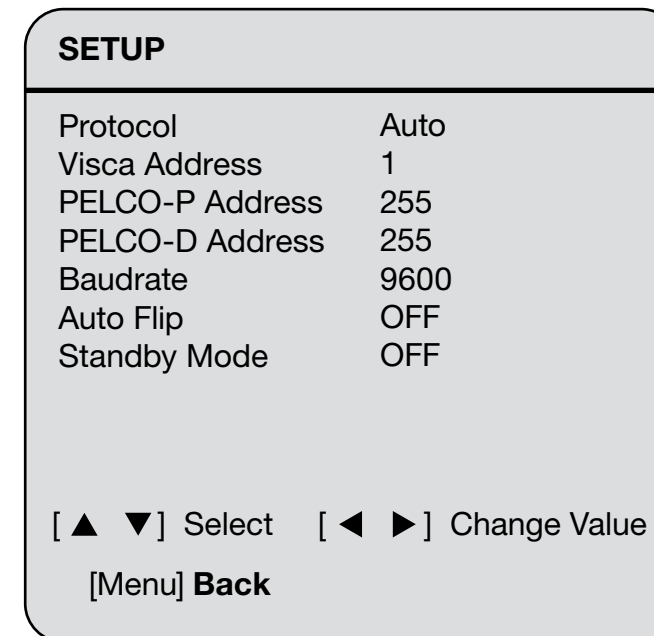 SETUP
Protocol Auto
Visca Address 1
PELCO-P Address 255
PELCO-D Address 255
Baudrate 9600
Auto Flip OFF
Standby Mode OFF
[ ▲ ▼ ] Select [ ◀ ▶ ] Change Value
[Menu] Back